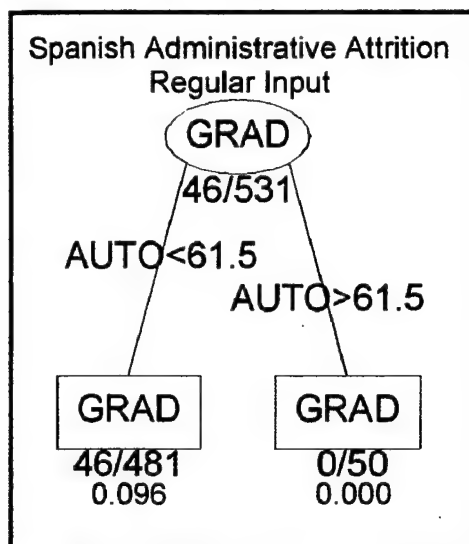 Spanish Administrative Attrition
Regular Input
GRAD
46/531
AUTO<61.5
AUTO>61.5
GRAD GRAD
46/481 0/50
0.096 0.000